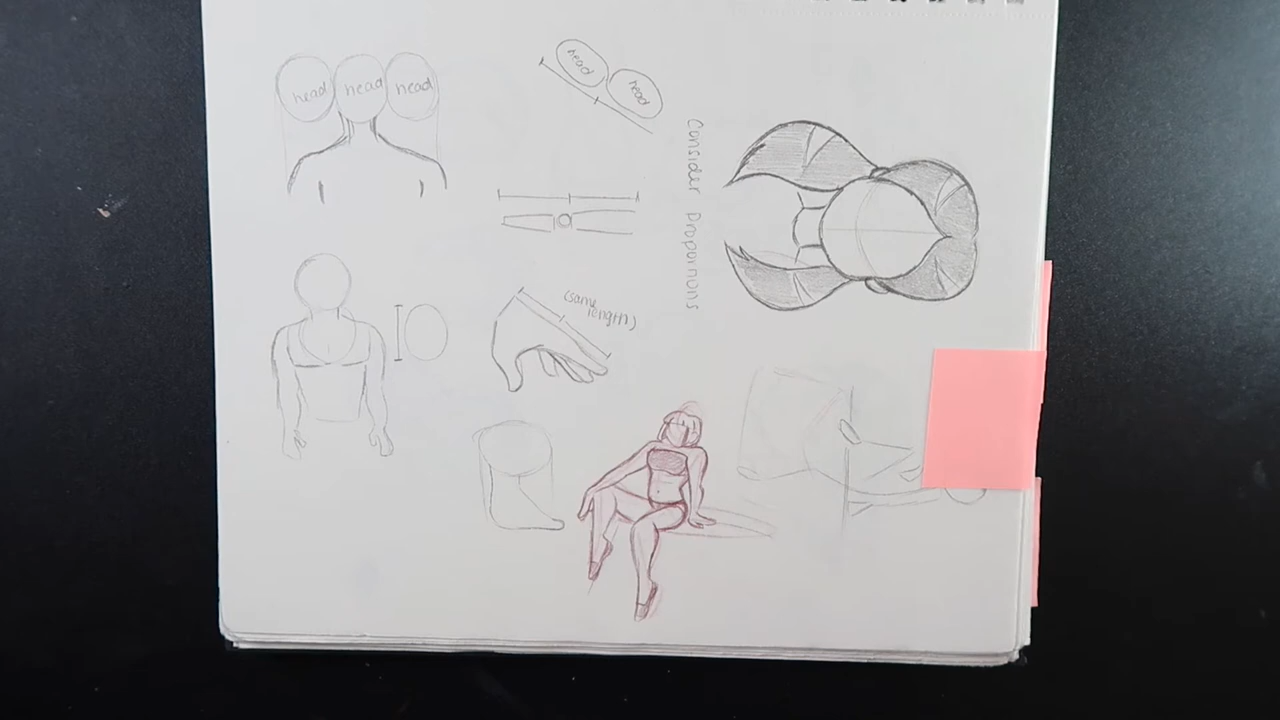 head head head
head
head
Consider Proportions
(same
length)